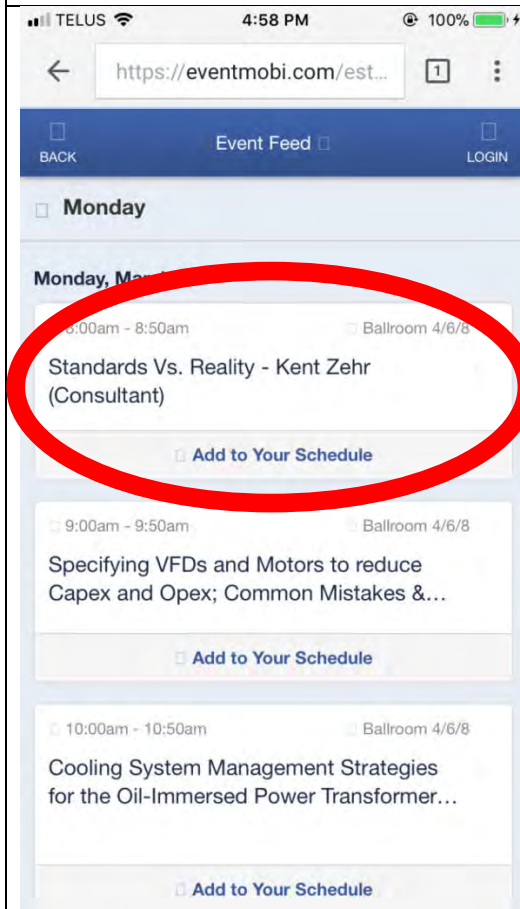 TELUS 4:58 PM 100%
https://eventmobi.com/est... 1
BACK Event Feed LOGIN
Monday
Monday,
8:00am - 8:50am Ballroom 4/6/8
Standards Vs. Reality - Kent Zehr
(Consultant)
Add to Your Schedule
9:00am - 9:50am Ballroom 4/6/8
Specifying VFDs and Motors to reduce
Capex and Opex; Common Mistakes &...
Add to Your Schedule
10:00am - 10:50am Ballroom 4/6/8
Cooling System Management Strategies
for the Oil-Immersed Power Transformer...
Add to Your Schedule